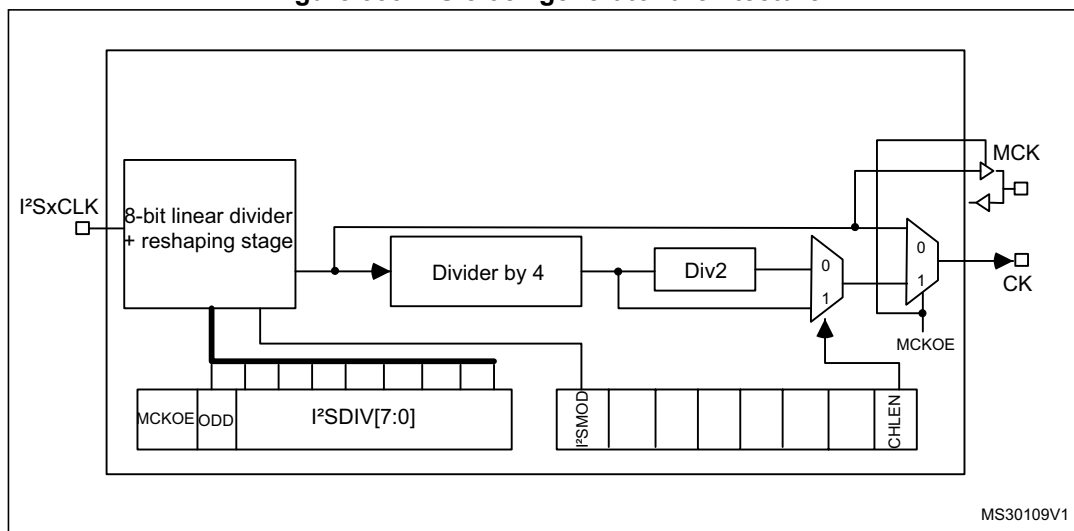 MCK
I²SxCLK
8-bit linear divider
+ reshaping stage
0
Divider by 4
Div2
0
1
1
CK
MCKOE
MCKOE
ODD
I²SDIV[7:0]
I²SMOD
CHLEN
MS30109V1